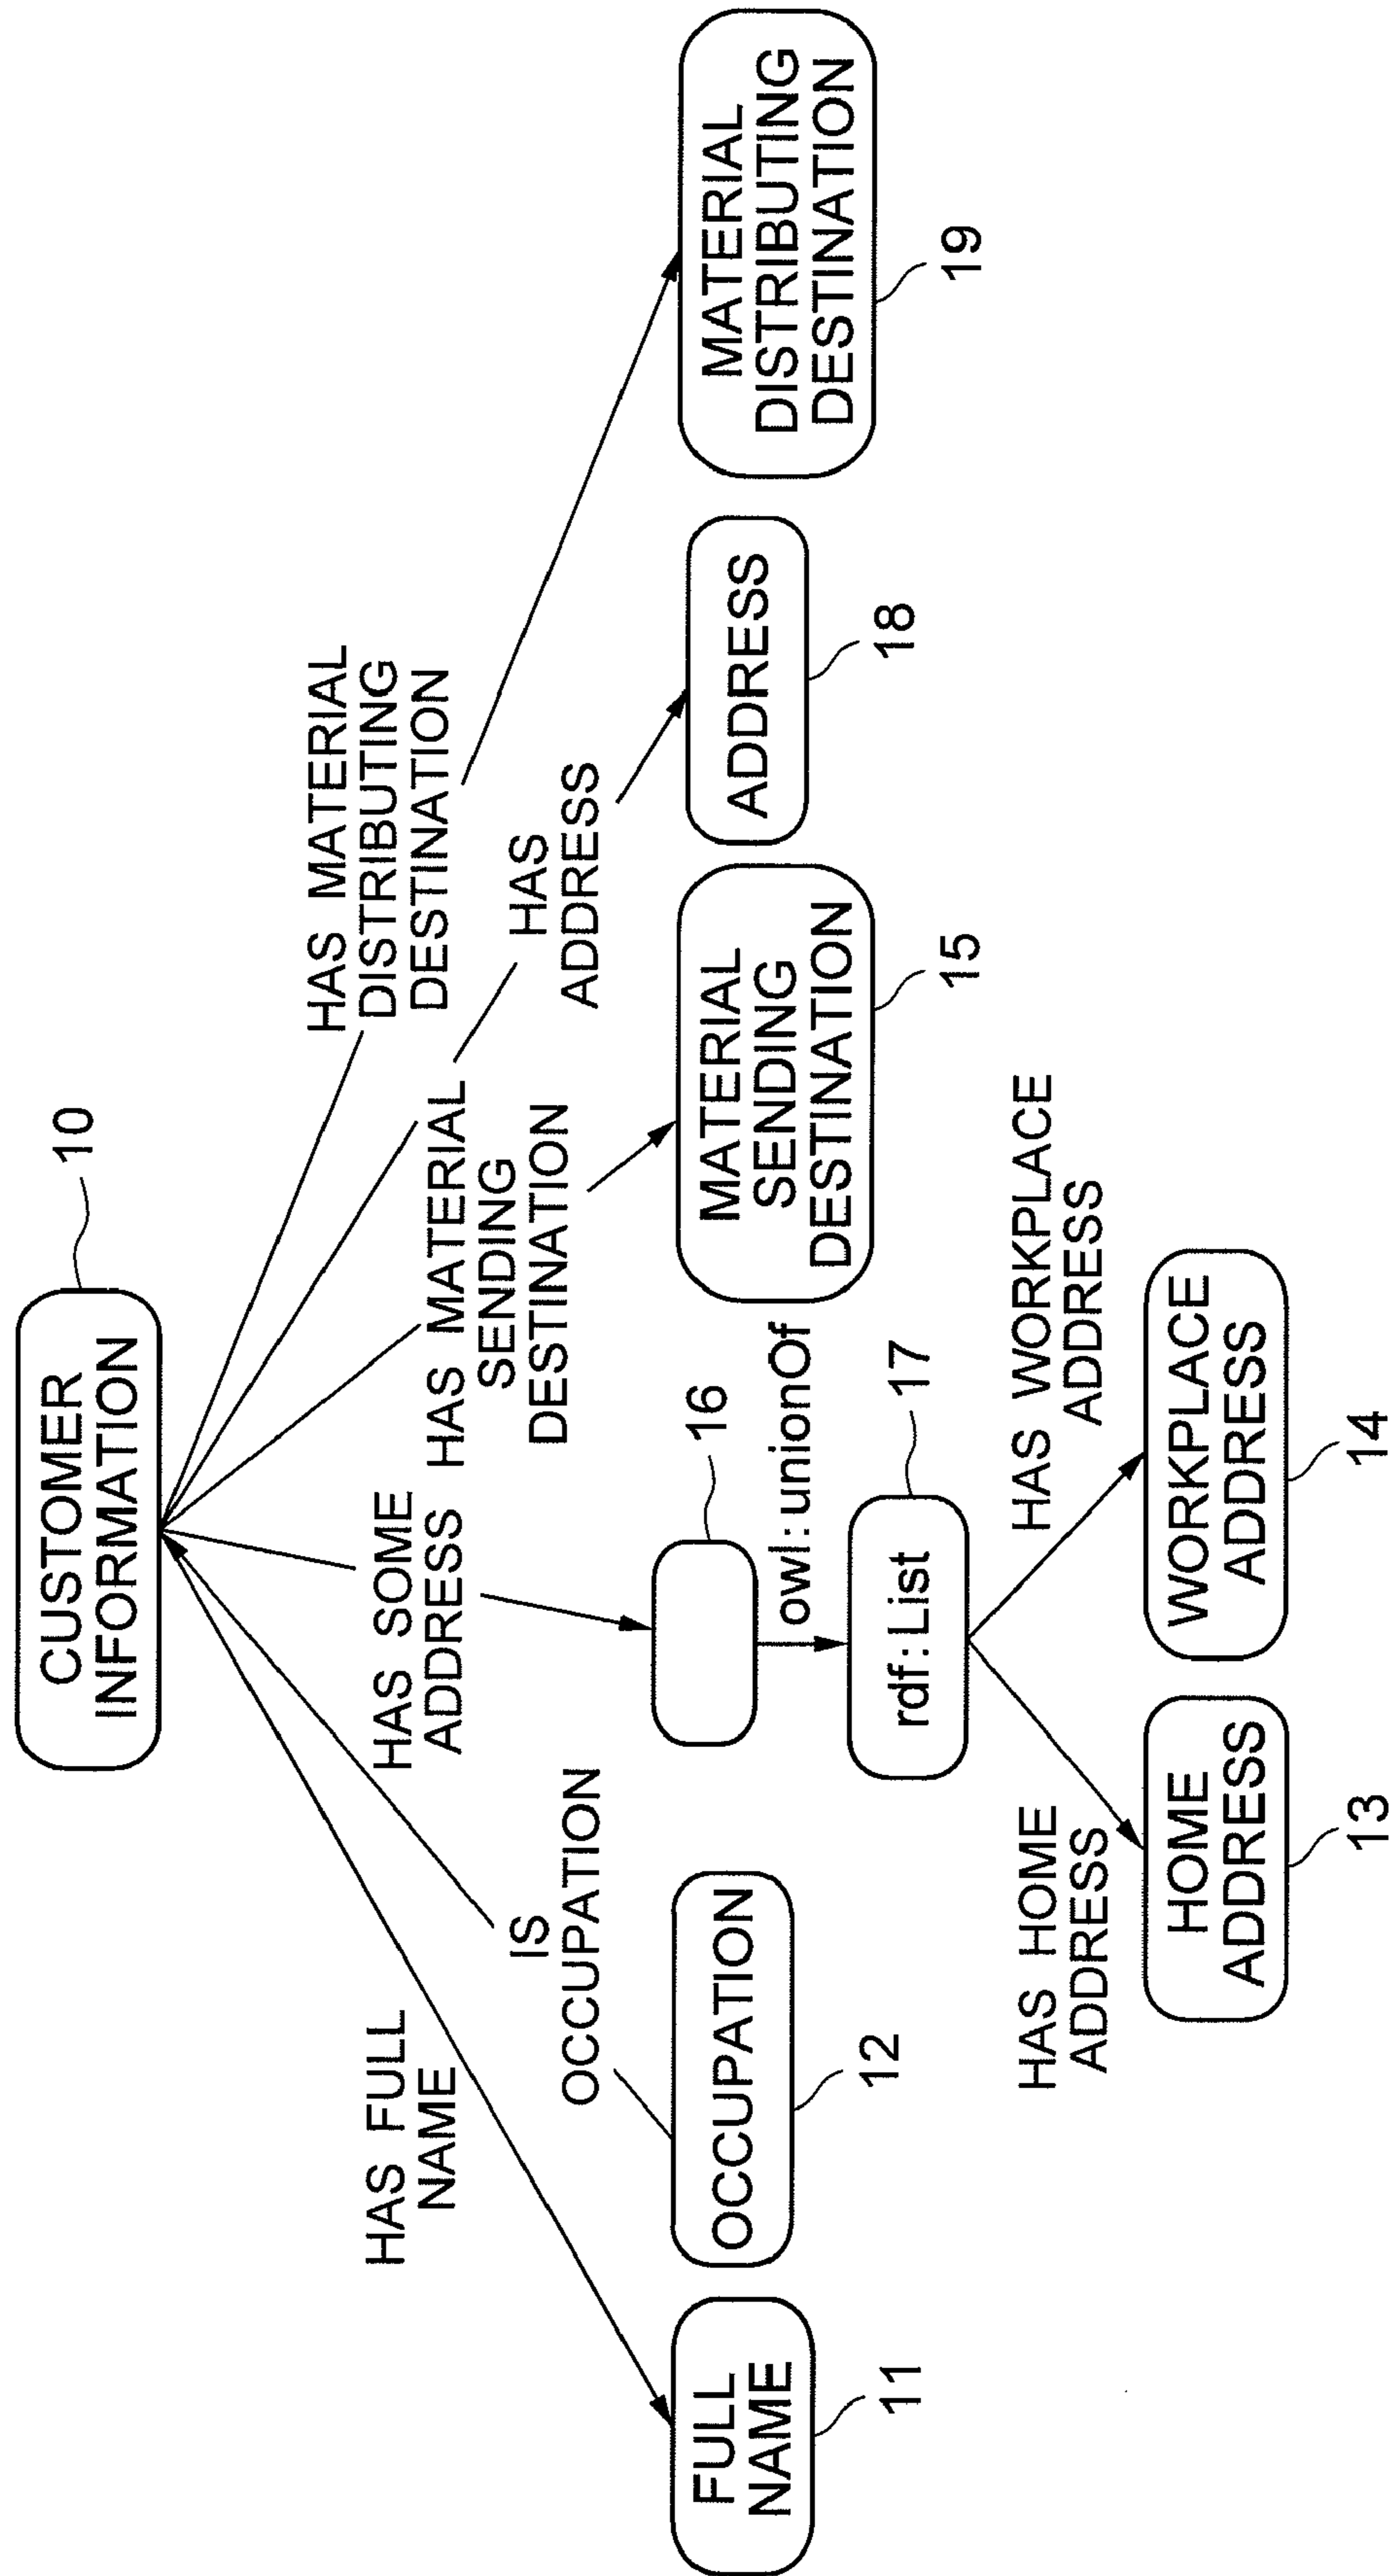 CUSTOMER
INFORMATION
10
HAS FULL
NAME
IS
OCCUPATION
HAS SOME
ADDRESS
HAS MATERIAL
SENDING
DESTINATION
HAS
ADDRESS
HAS MATERIAL
DISTRIBUTING
DESTINATION
FULL
NAME
11
OCCUPATION
12
16
MATERIAL
SENDING
DESTINATION
15
ADDRESS
18
MATERIAL
DISTRIBUTING
DESTINATION
19
owl:unionOf
rdf:List
17
HAS HOME
ADDRESS
HAS WORKPLACE
ADDRESS
HOME
ADDRESS
13
WORKPLACE
ADDRESS
14